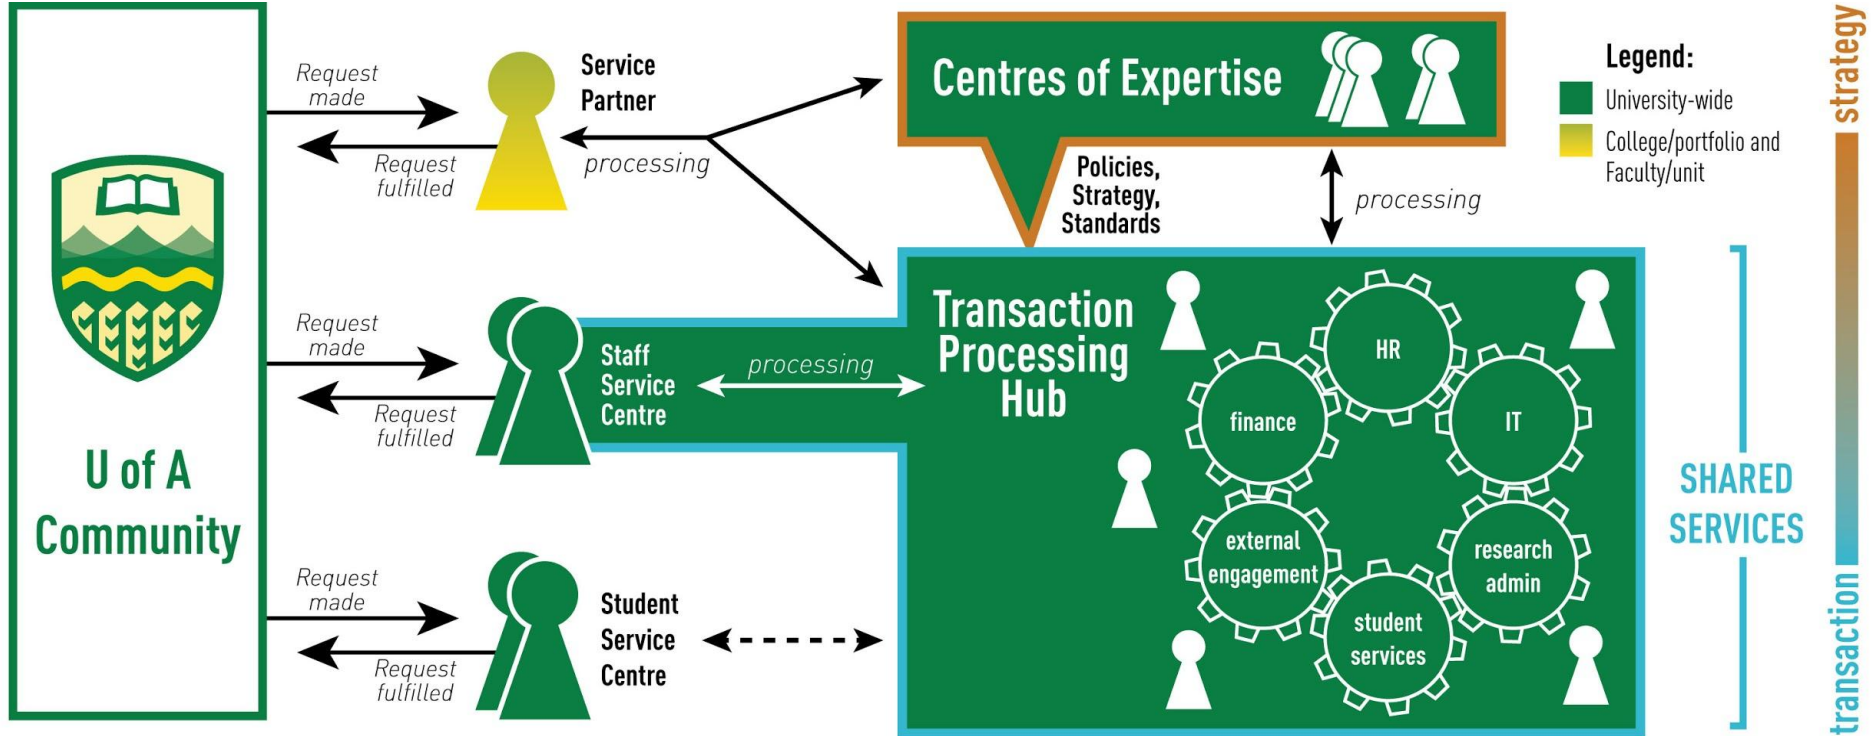 U of A
Community
Request
made
Request
fulfilled
Service
Partner
processing
Request
made
Request
fulfilled
Staff
Service
Centre
processing
Request
made
Request
fulfilled
Student
Service
Centre
Centres of Expertise
Policies,
Strategy,
Standards
processing
Transaction
Processing
Hub
HR
finance
IT
external
engagement
research
admin
student
services
Legend:
University-wide
College/portfolio and
Faculty/unit
SHARED
SERVICES
strategy
transaction